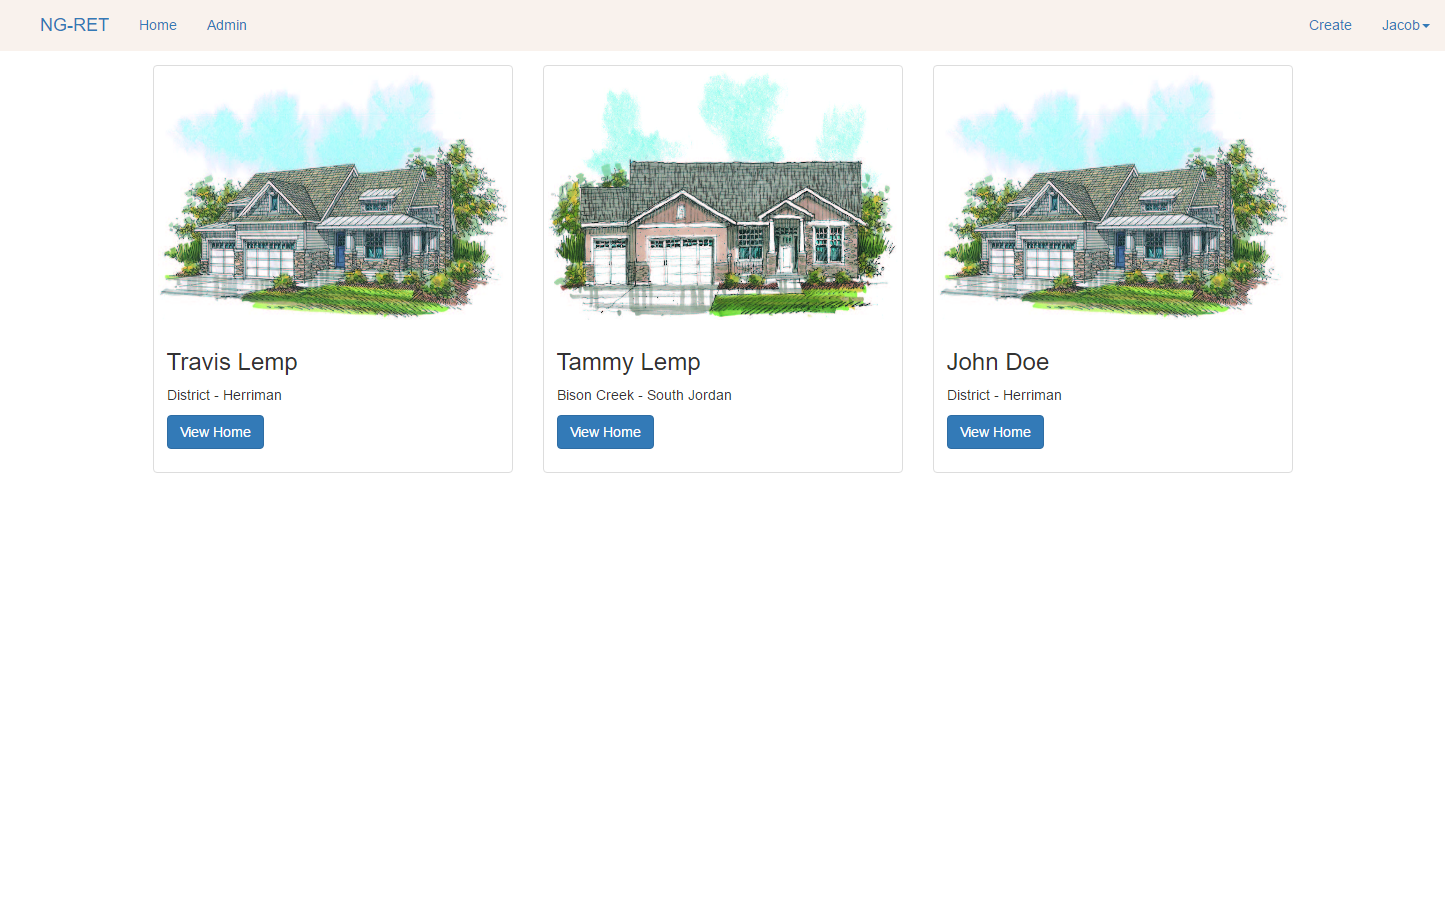 NG-RET Home Admin Create Jacob
Travis Lemp
District - Herriman
View Home
Tammy Lemp
Bison Creek - South Jordan
View Home
John Doe
District - Herriman
View Home